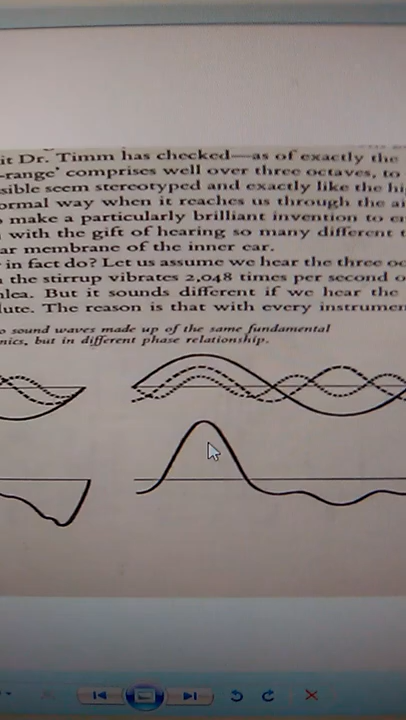 it Dr. Timm has checked—as of exactly the
-range' comprises well over three octaves, to
sible seem stereotyped and exactly like the hi
ormal way when it reaches us through the ai
make a particularly brilliant invention to e
with the gift of hearing so many different t
ar membrane of the inner ear.
in fact do? Let us assume we hear the three oc
the stirrup vibrates 2,048 times per second o
hlea. But it sounds different if we hear the
lute. The reason is that with every instrumen
o sound waves made up of the same fundamental
nics, but in different phase relationship.